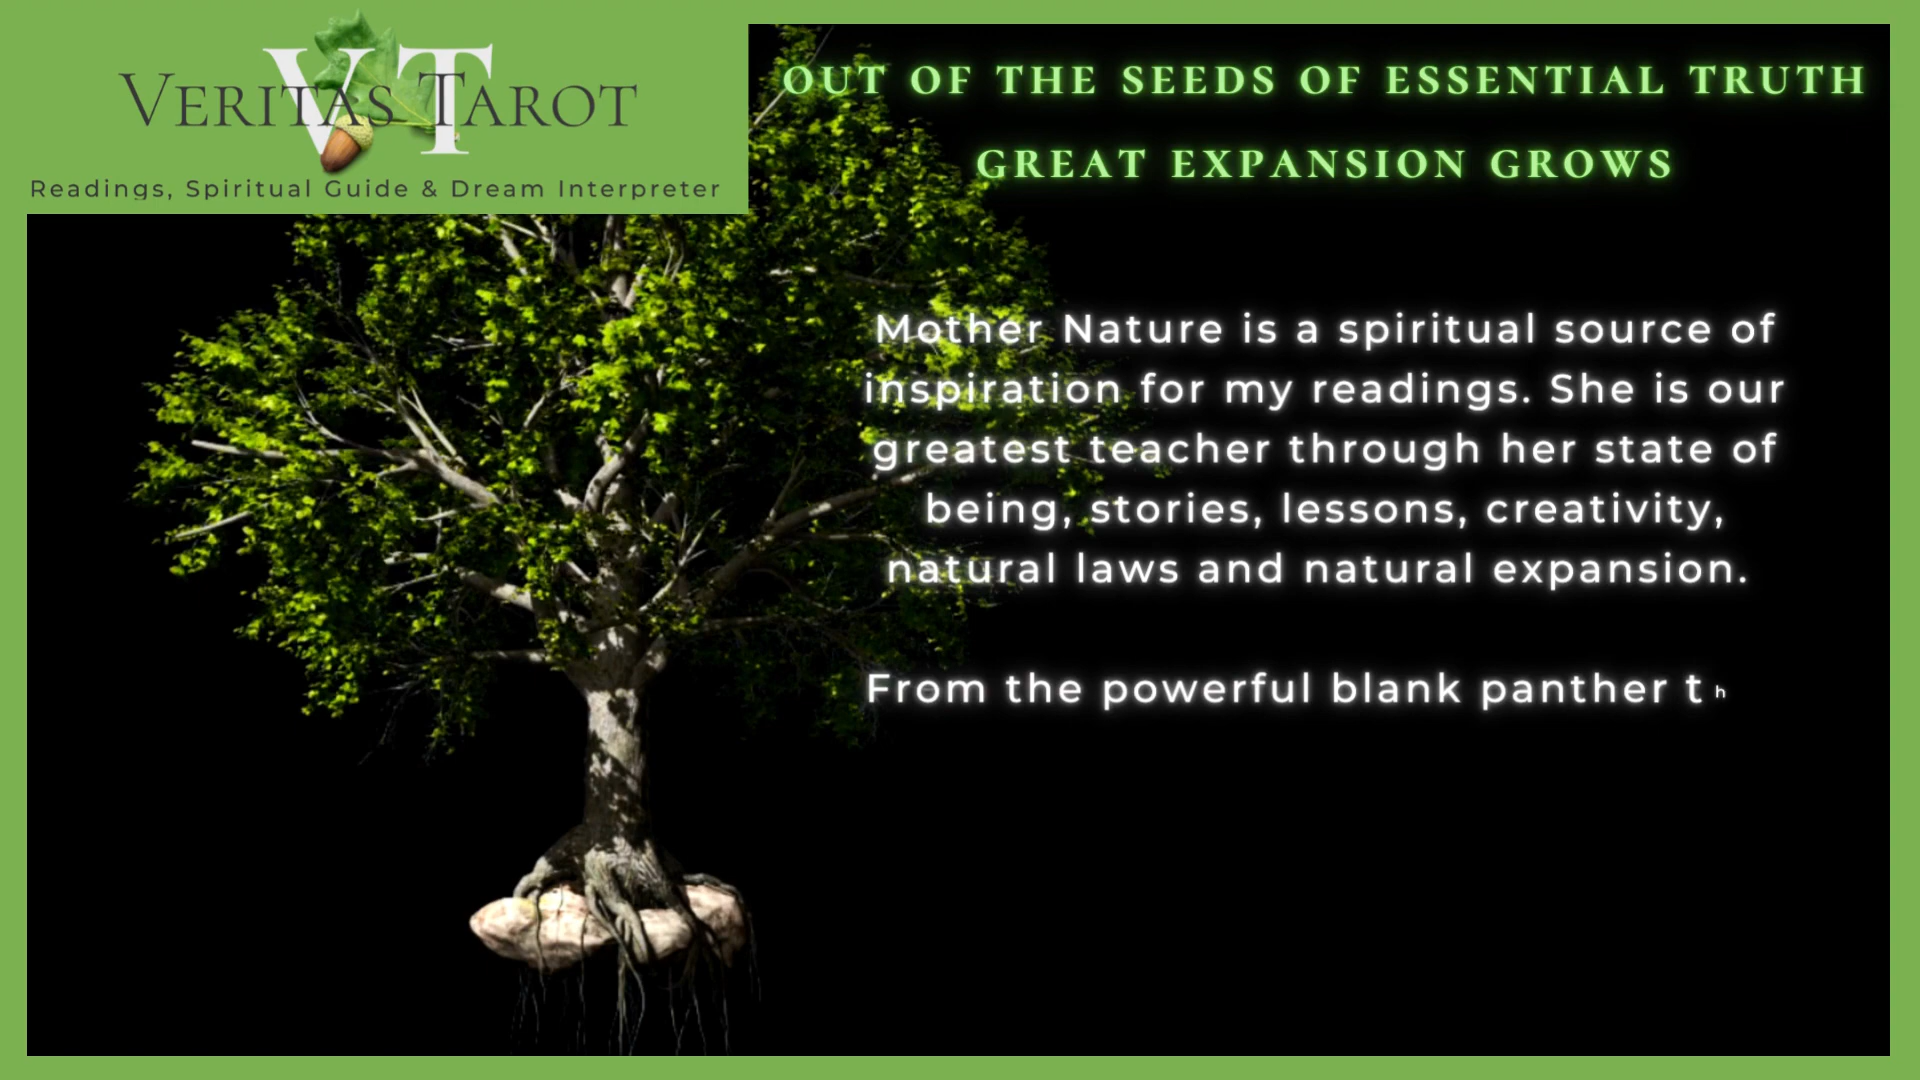 VT
VERITAS TAROT
Readings, Spiritual Guide & Dream Interpreter
OUT OF THE SEEDS OF ESSENTIAL TRUTH
GREAT EXPANSION GROWS
Mother Nature is a spiritual source of
inspiration for my readings. She is our
greatest teacher through her state of
being, stories, lessons, creativity,
natural laws and natural expansion.
From the powerful blank panther th